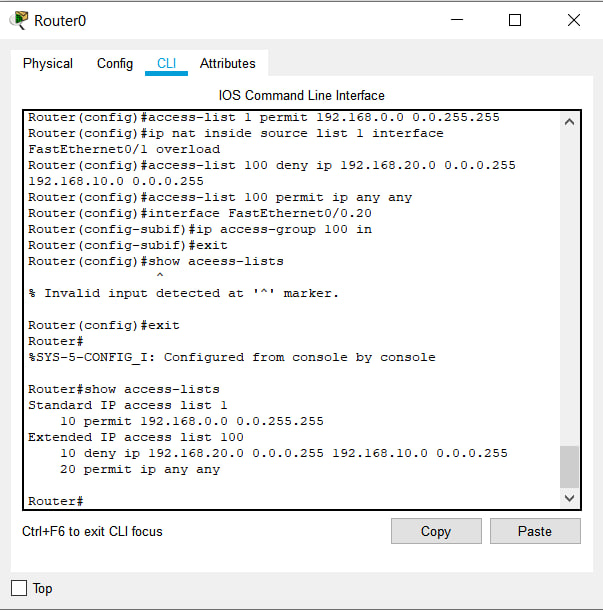 Router0
Physical Config CLI Attributes
IOS Command Line Interface
Router(config)#access-list 1 permit 192.168.0.0 0.0.255.255
Router(config)#ip nat inside source list 1 interface
FastEthernet0/1 overload
Router(config)#access-list 100 deny ip 192.168.20.0 0.0.0.255
192.168.10.0 0.0.0.255
Router(config)#access-list 100 permit ip any any
Router(config)#interface FastEthernet0/0.20
Router(config-subif)#ip access-group 100 in
Router(config-subif)#exit
Router(config)#show aceess-lists
^
% Invalid input detected at '^' marker.
Router(config)#exit
Router#
%SYS-5-CONFIG_I: Configured from console by console
Router#show access-lists
Standard IP access list 1
10 permit 192.168.0.0 0.0.255.255
Extended IP access list 100
10 deny ip 192.168.20.0 0.0.0.255 192.168.10.0 0.0.0.255
20 permit ip any any
Router#
Ctrl+F6 to exit CLI focus
Copy Paste
Top